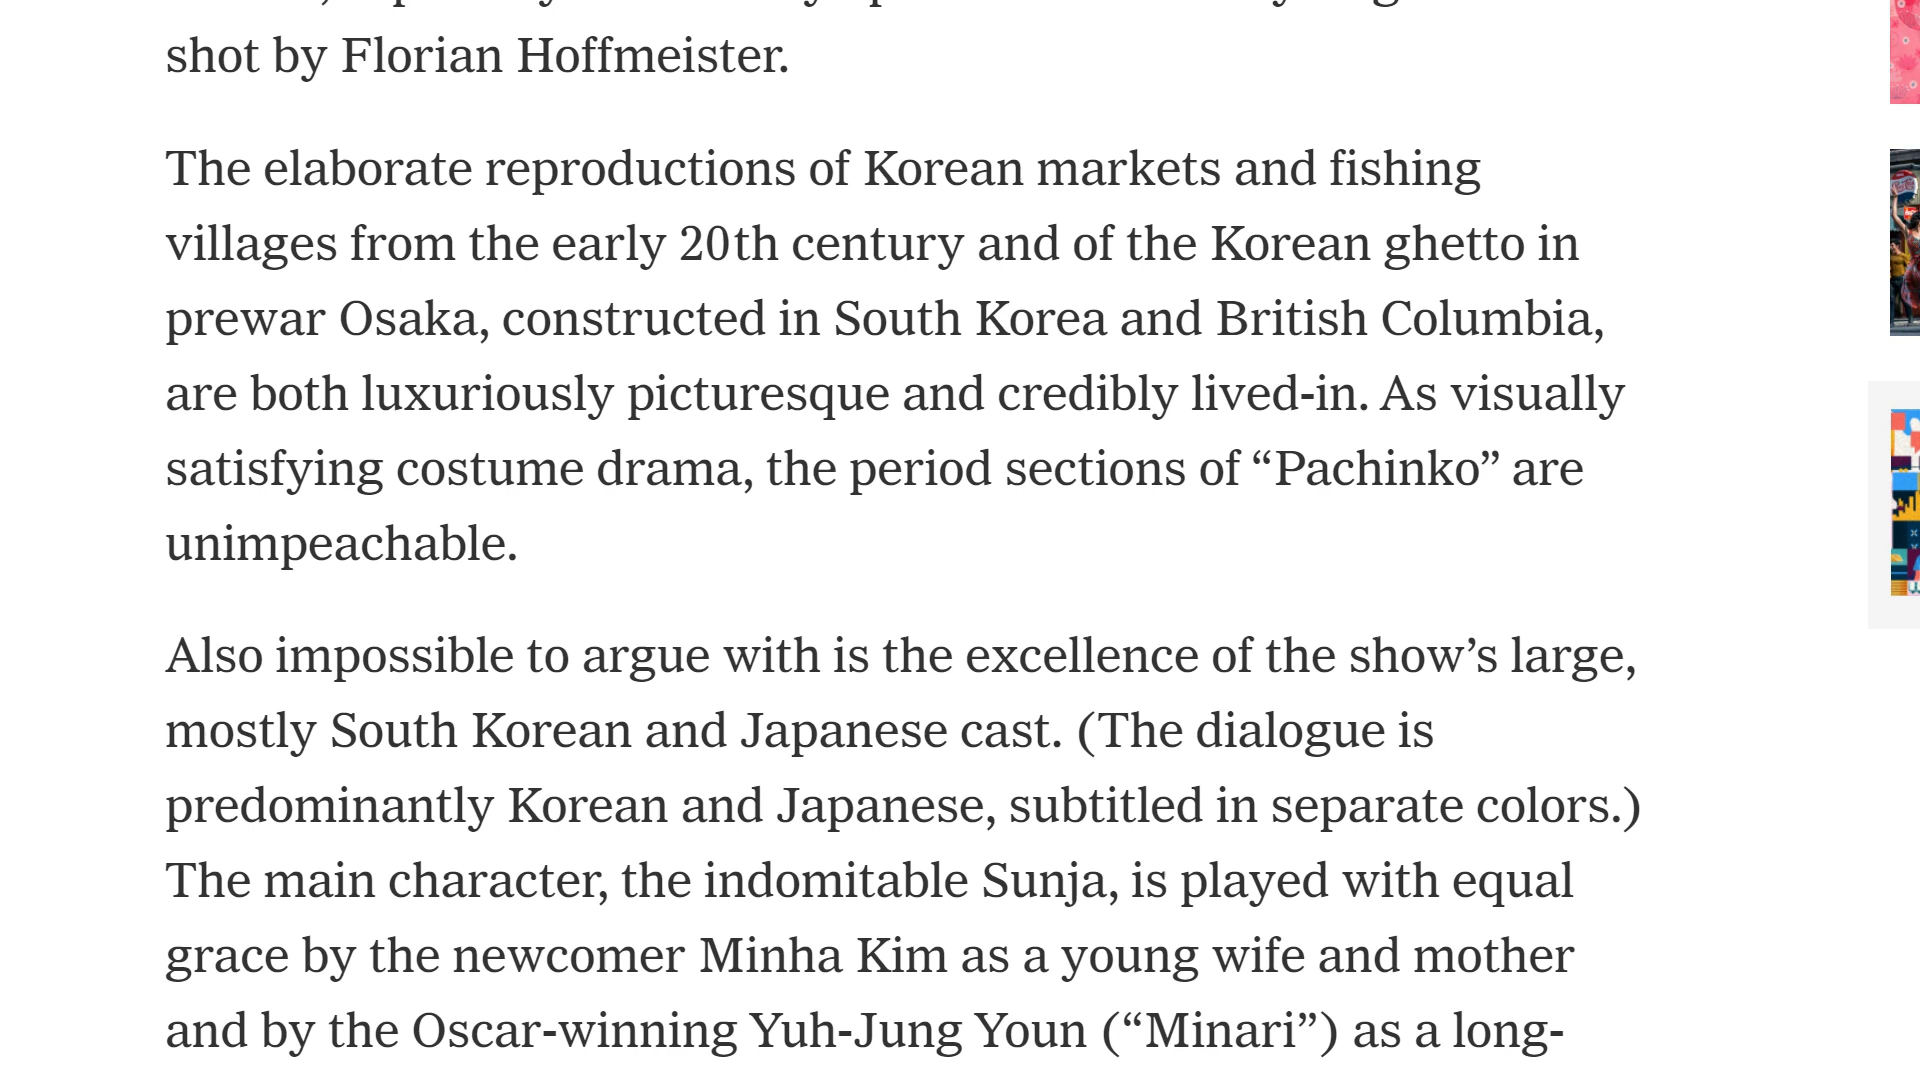 shot by Florian Hoffmeister.
The elaborate reproductions of Korean markets and fishing
villages from the early 20th century and of the Korean ghetto in
prewar Osaka, constructed in South Korea and British Columbia,
are both luxuriously picturesque and credibly lived-in. As visually
satisfying costume drama, the period sections of “Pachinko” are
unimpeachable.
Also impossible to argue with is the excellence of the show’s large,
mostly South Korean and Japanese cast. (The dialogue is
predominantly Korean and Japanese, subtitled in separate colors.)
The main character, the indomitable Sunja, is played with equal
grace by the newcomer Minha Kim as a young wife and mother
and by the Oscar-winning Yuh-Jung Youn (“Minari”) as a long-